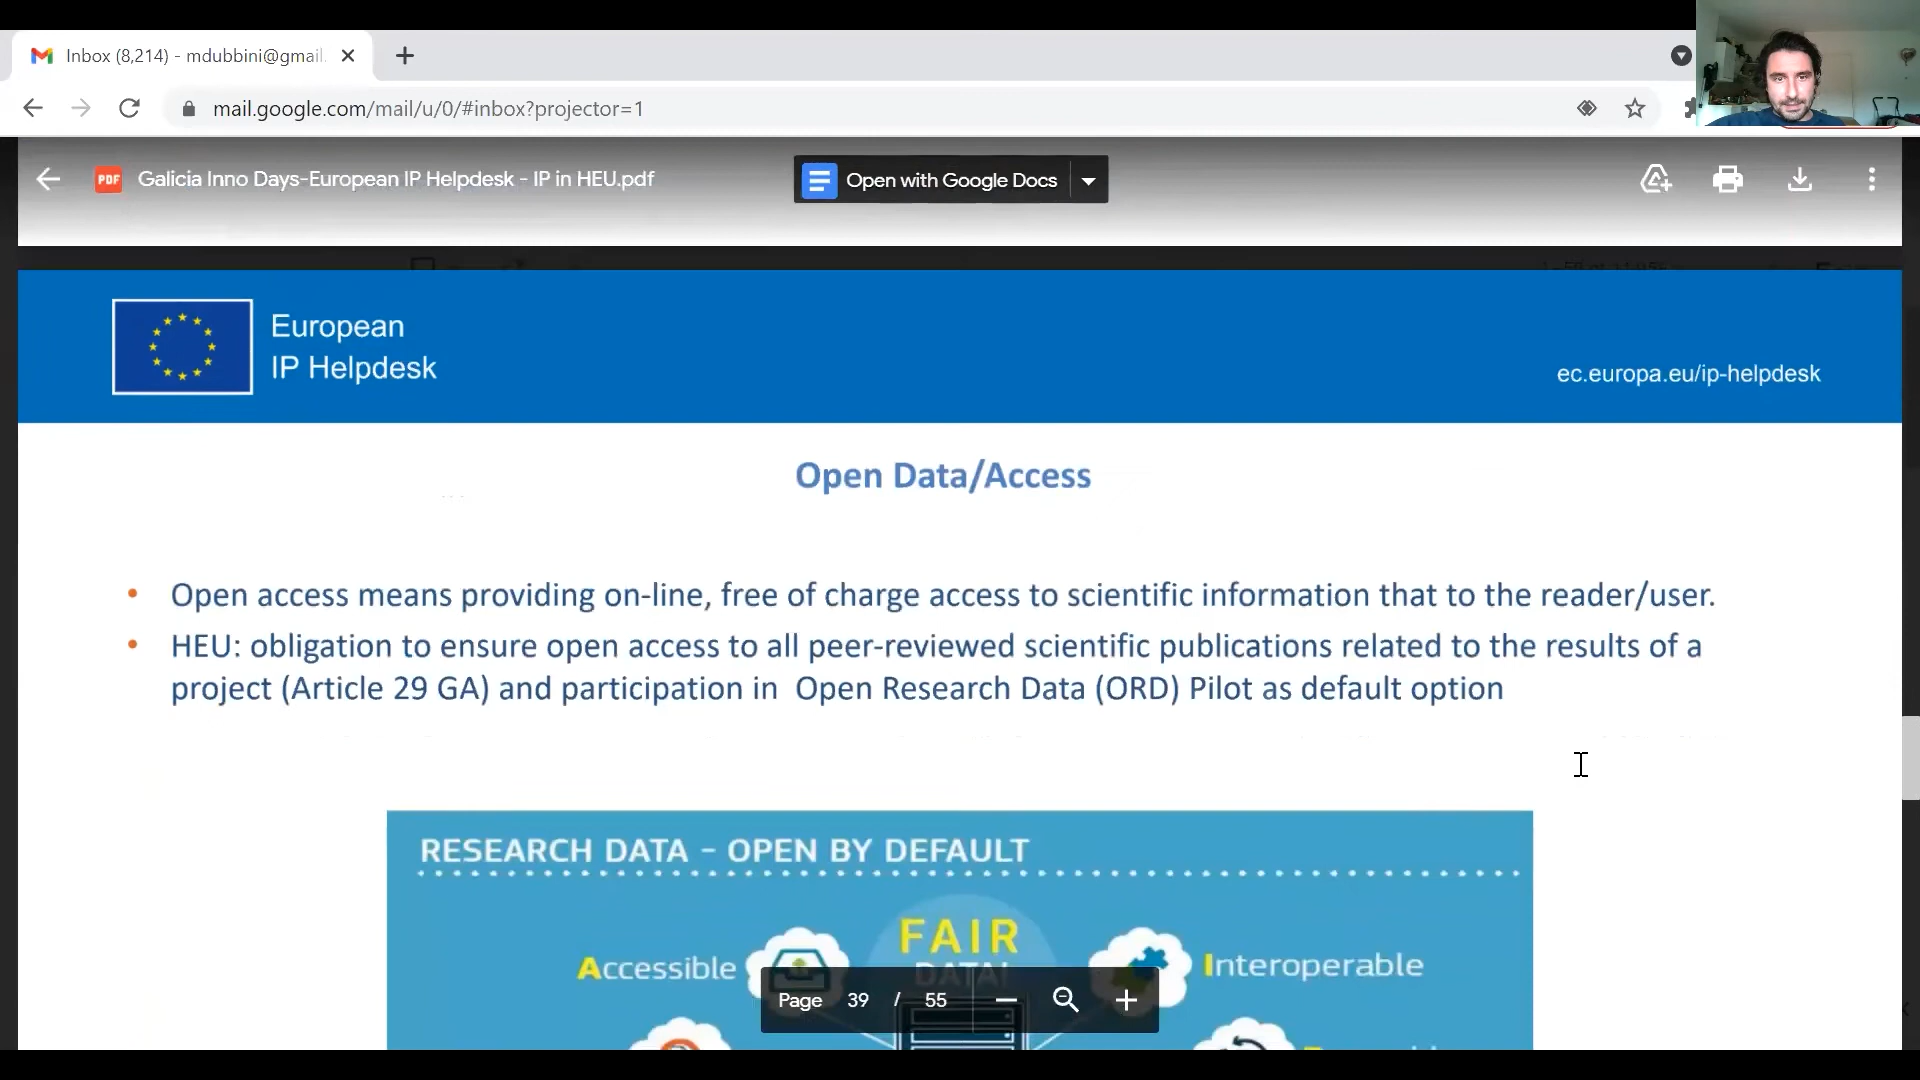 Inbox (8,214) - mdubbini@gmail.
mail.google.com/mail/u/0/#inbox?projector=1
PDF Galicia Inno Days-European IP Helpdesk - IP in HEU.pdf
Open with Google Docs
European
IP Helpdesk
ec.europa.eu/ip-helpdesk
Open Data/Access
• Open access means providing on-line, free of charge access to scientific information that to the reader/user.
• HEU: obligation to ensure open access to all peer-reviewed scientific publications related to the results of a
project (Article 29 GA) and participation in Open Research Data (ORD) Pilot as default option
RESEARCH DATA - OPEN BY DEFAULT
FAIR
DATA!
Accessible
Interoperable
Page 39 / 55